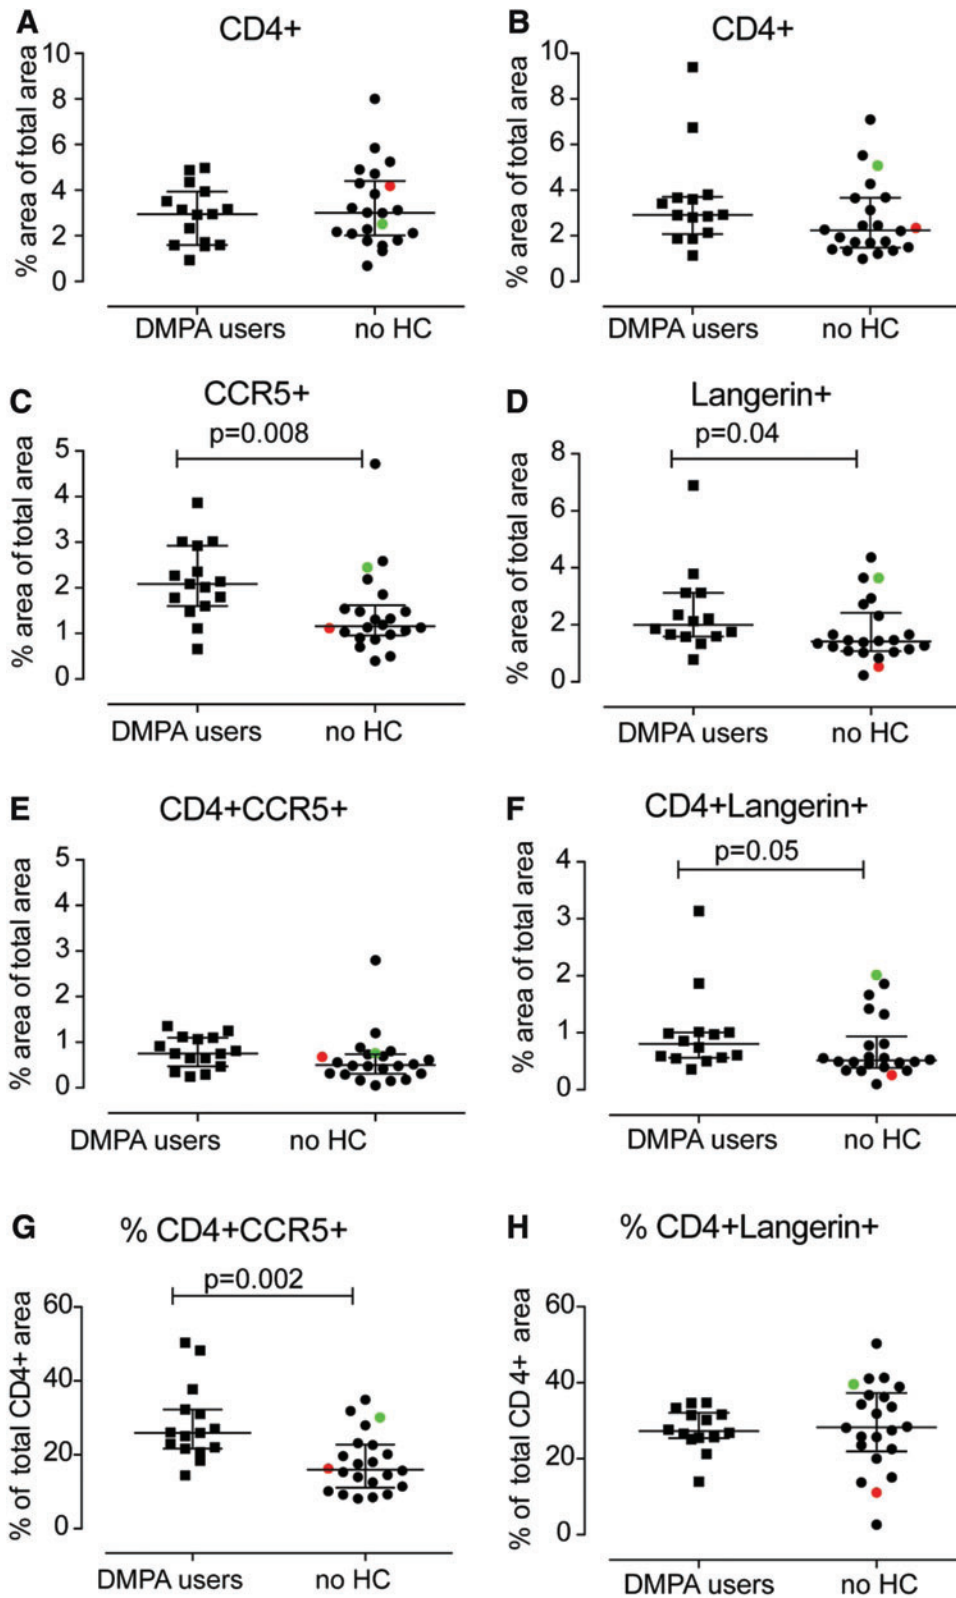 A
CD4+
% area of total area
10
8
6
4
2
0
DMPA users
no HC
B
CD4+
% area of total area
10
8
6
4
2
0
DMPA users
no HC
C
CCR5+
p=0.008
% area of total area
5
4
3
2
1
0
DMPA users
no HC
D
Langerin+
p=0.04
% area of total area
8
6
4
2
0
DMPA users
no HC
E
CD4+CCR5+
% area of total area
5
4
3
2
1
0
DMPA users
no HC
F
CD4+Langerin+
p=0.05
% area of total area
4
3
2
1
0
DMPA users
no HC
G
% CD4+CCR5+
p=0.002
% of total CD4+ area
60
40
20
0
DMPA users
no HC
H
% CD4+Langerin+
% of total CD4+ area
60
40
20
0
DMPA users
no HC